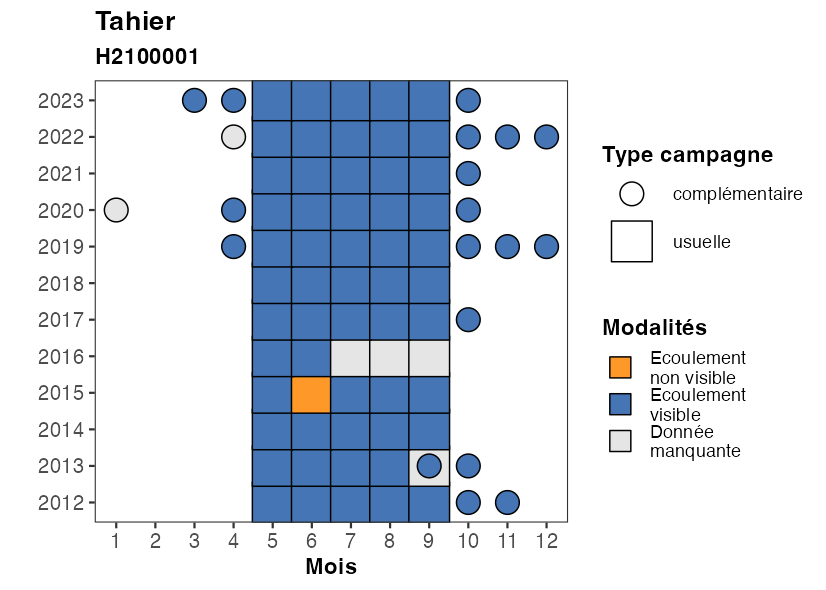 Tahier
H2100001
2023
2022
2021
2020
2019
2018
2017
2016
2015
2014
2013
2012
1 2 3 4 5 6 7 8 9 10 11 12
Mois
Type campagne
complémentaire
usuelle
Modalités
Ecoulement
non visible
Ecoulement
visible
Donnée
manquante